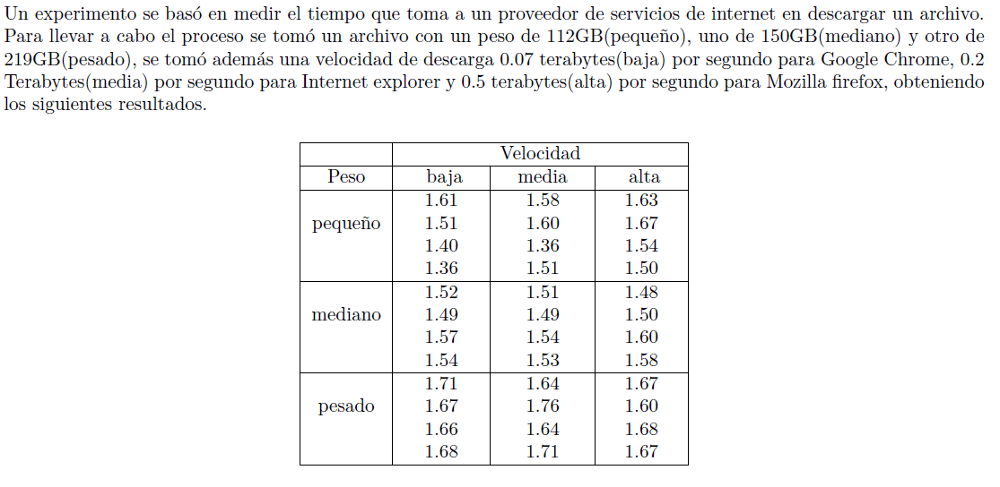 Un experimento se basó en medir el tiempo que toma a un proveedor de servicios de internet en descargar un archivo.
Para llevar a cabo el proceso se tomó un archivo con un peso de 112GB(pequeño), uno de 150GB(mediano) y otro de
219GB(pesado), se tomó además una velocidad de descarga 0.07 terabytes(baja) por segundo para Google Chrome, 0.2
Terabytes(media) por segundo para Internet explorer y 0.5 terabytes(alta) por segundo para Mozilla firefox, obteniendo
los siguientes resultados.
Velocidad
Peso baja media alta
1.61 1.58 1.63
pequeño 1.51 1.60 1.67
1.40 1.36 1.54
1.36 1.51 1.50
1.52 1.51 1.48
mediano 1.49 1.49 1.50
1.57 1.54 1.60
1.54 1.53 1.58
1.71 1.64 1.67
pesado 1.67 1.76 1.60
1.66 1.64 1.68
1.68 1.71 1.67